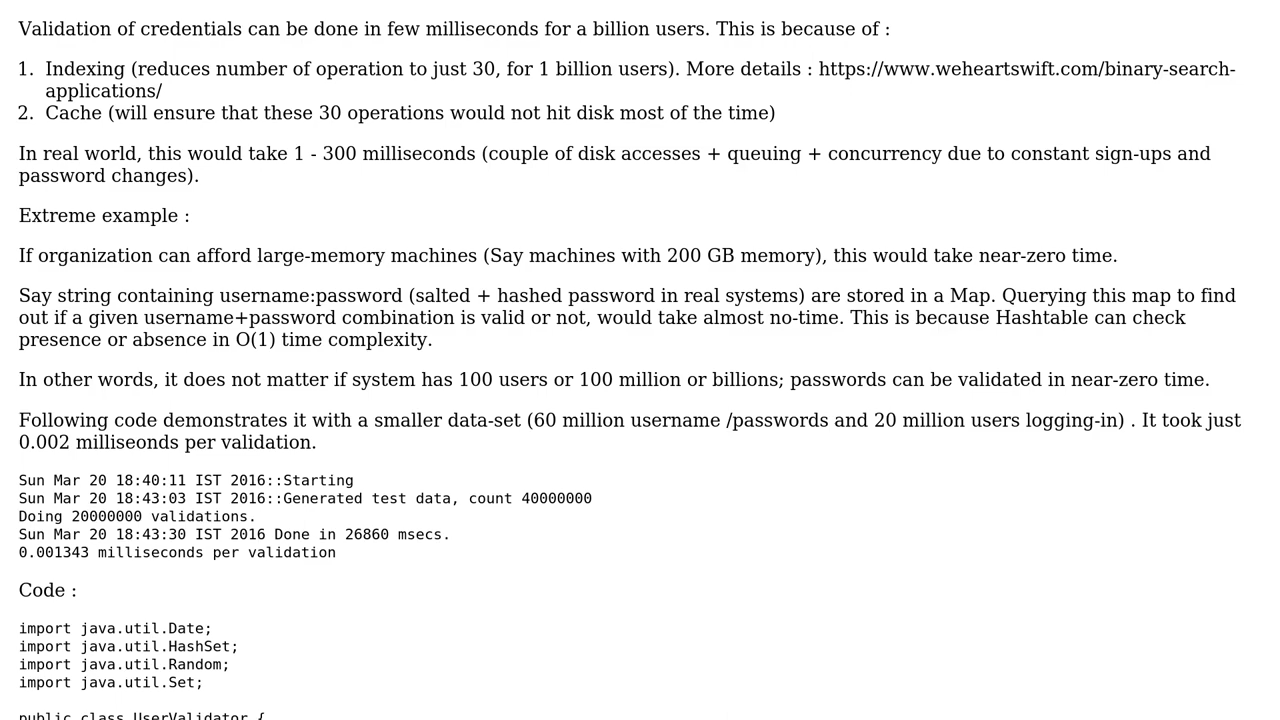 Validation of credentials can be done in few milliseconds for a billion users. This is because of :
1. Indexing (reduces number of operation to just 30, for 1 billion users). More details : https://www.weheartswift.com/binary-search-
applications/
2. Cache (will ensure that these 30 operations would not hit disk most of the time)
In real world, this would take 1 - 300 milliseconds (couple of disk accesses + queuing + concurrency due to constant sign-ups and
password changes).
Extreme example :
If organization can afford large-memory machines (Say machines with 200 GB memory), this would take near-zero time.
Say string containing username:password (salted + hashed password in real systems) are stored in a Map. Querying this map to find
out if a given username+password combination is valid or not, would take almost no-time. This is because Hashtable can check
presence or absence in O(1) time complexity.
In other words, it does not matter if system has 100 users or 100 million or billions; passwords can be validated in near-zero time.
Following code demonstrates it with a smaller data-set (60 million username /passwords and 20 million users logging-in) . It took just
0.002 milliseonds per validation.
Sun Mar 20 18:40:11 IST 2016::Starting
Sun Mar 20 18:43:03 IST 2016::Generated test data, count 40000000
Doing 20000000 validations.
Sun Mar 20 18:43:30 IST 2016 Done in 26860 msecs.
0.001343 milliseconds per validation
Code :
import java.util.Date;
import java.util.HashSet;
import java.util.Random;
import java.util.Set;
public class UserValidator {